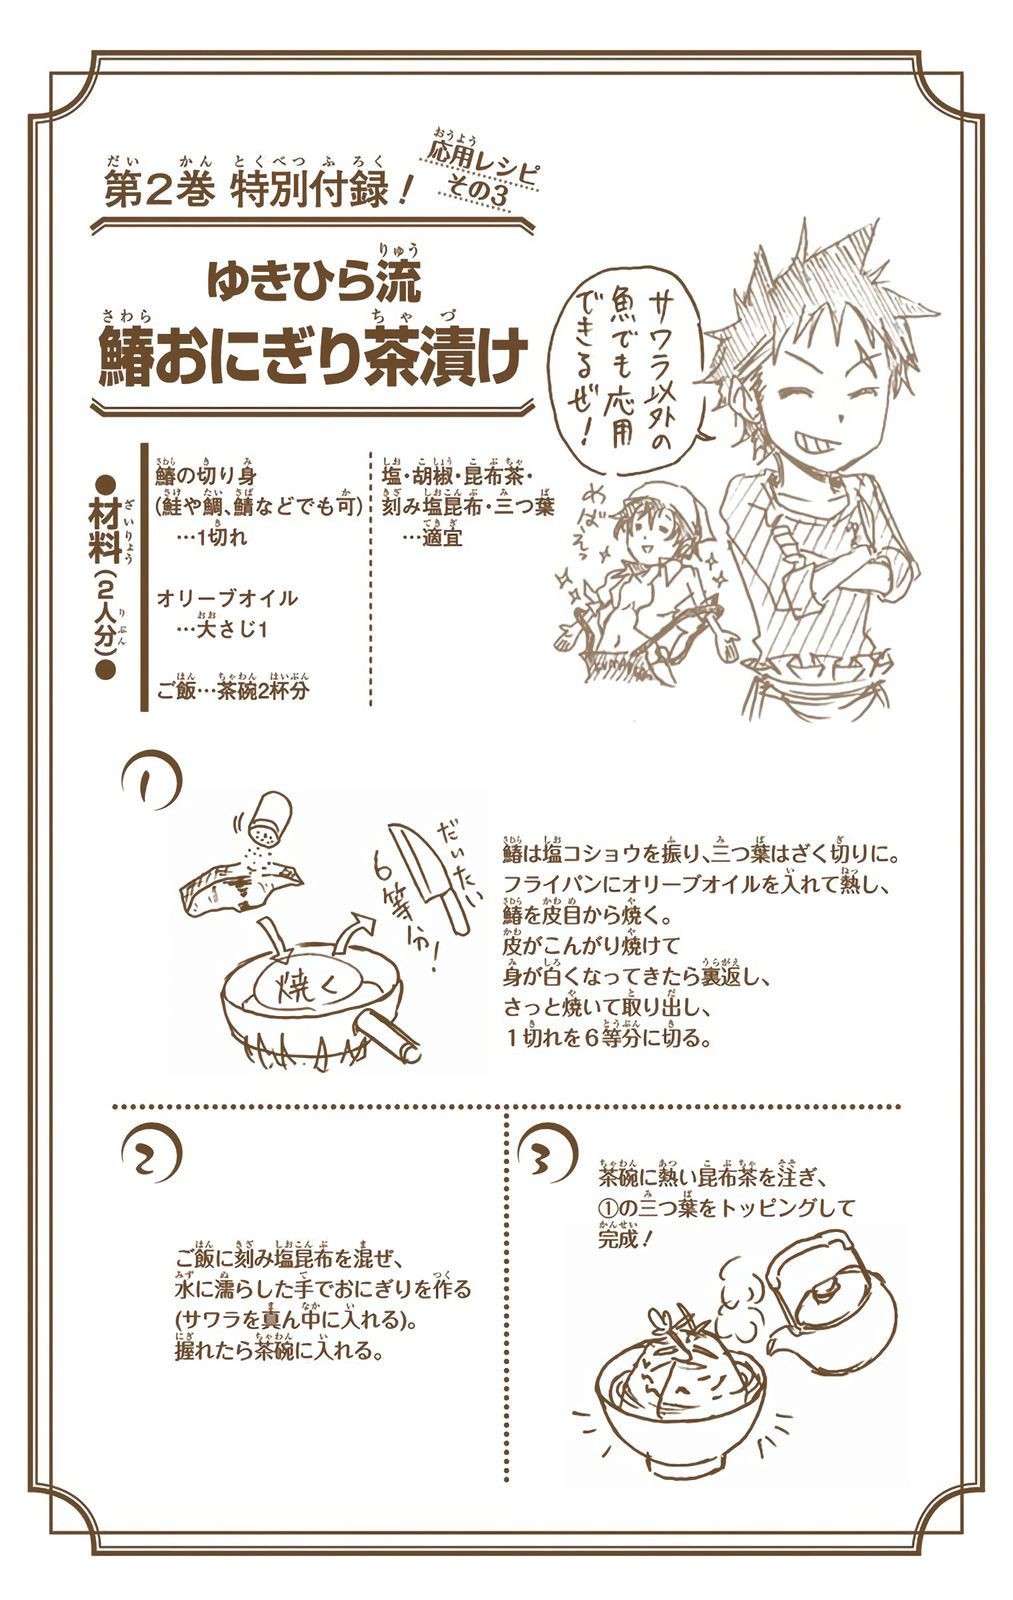 第2巻 特別付録！
応用レシピ
その3
ゆきひら流
鰆おにぎり茶漬け
サワラ以外の
魚でも応用
できるぜ！
めばえっ
●材料(2人分)●
鰆の切り身
(鮭や鯛、鯖などでも可)
…1切れ
オリーブオイル
…大さじ1
ご飯…茶碗2杯分
塩・胡椒・昆布茶・
刻み塩昆布・三つ葉
…適宜
1
だいたい
6等分！
焼く
鰆は塩コショウを振り、三つ葉はざく切りに。
フライパンにオリーブオイルを入れて熱し、
鰆を皮目から焼く。
皮がこんがり焼けて
身が白くなってきたら裏返し、
さっと焼いて取り出し、
1切れを6等分に切る。
2
ご飯に刻み塩昆布を混ぜ、
水に濡らした手でおにぎりを作る
(サワラを真ん中に入れる)。
握れたら茶碗に入れる。
3
茶碗に熱い昆布茶を注ぎ、
①の三つ葉をトッピングして
完成！